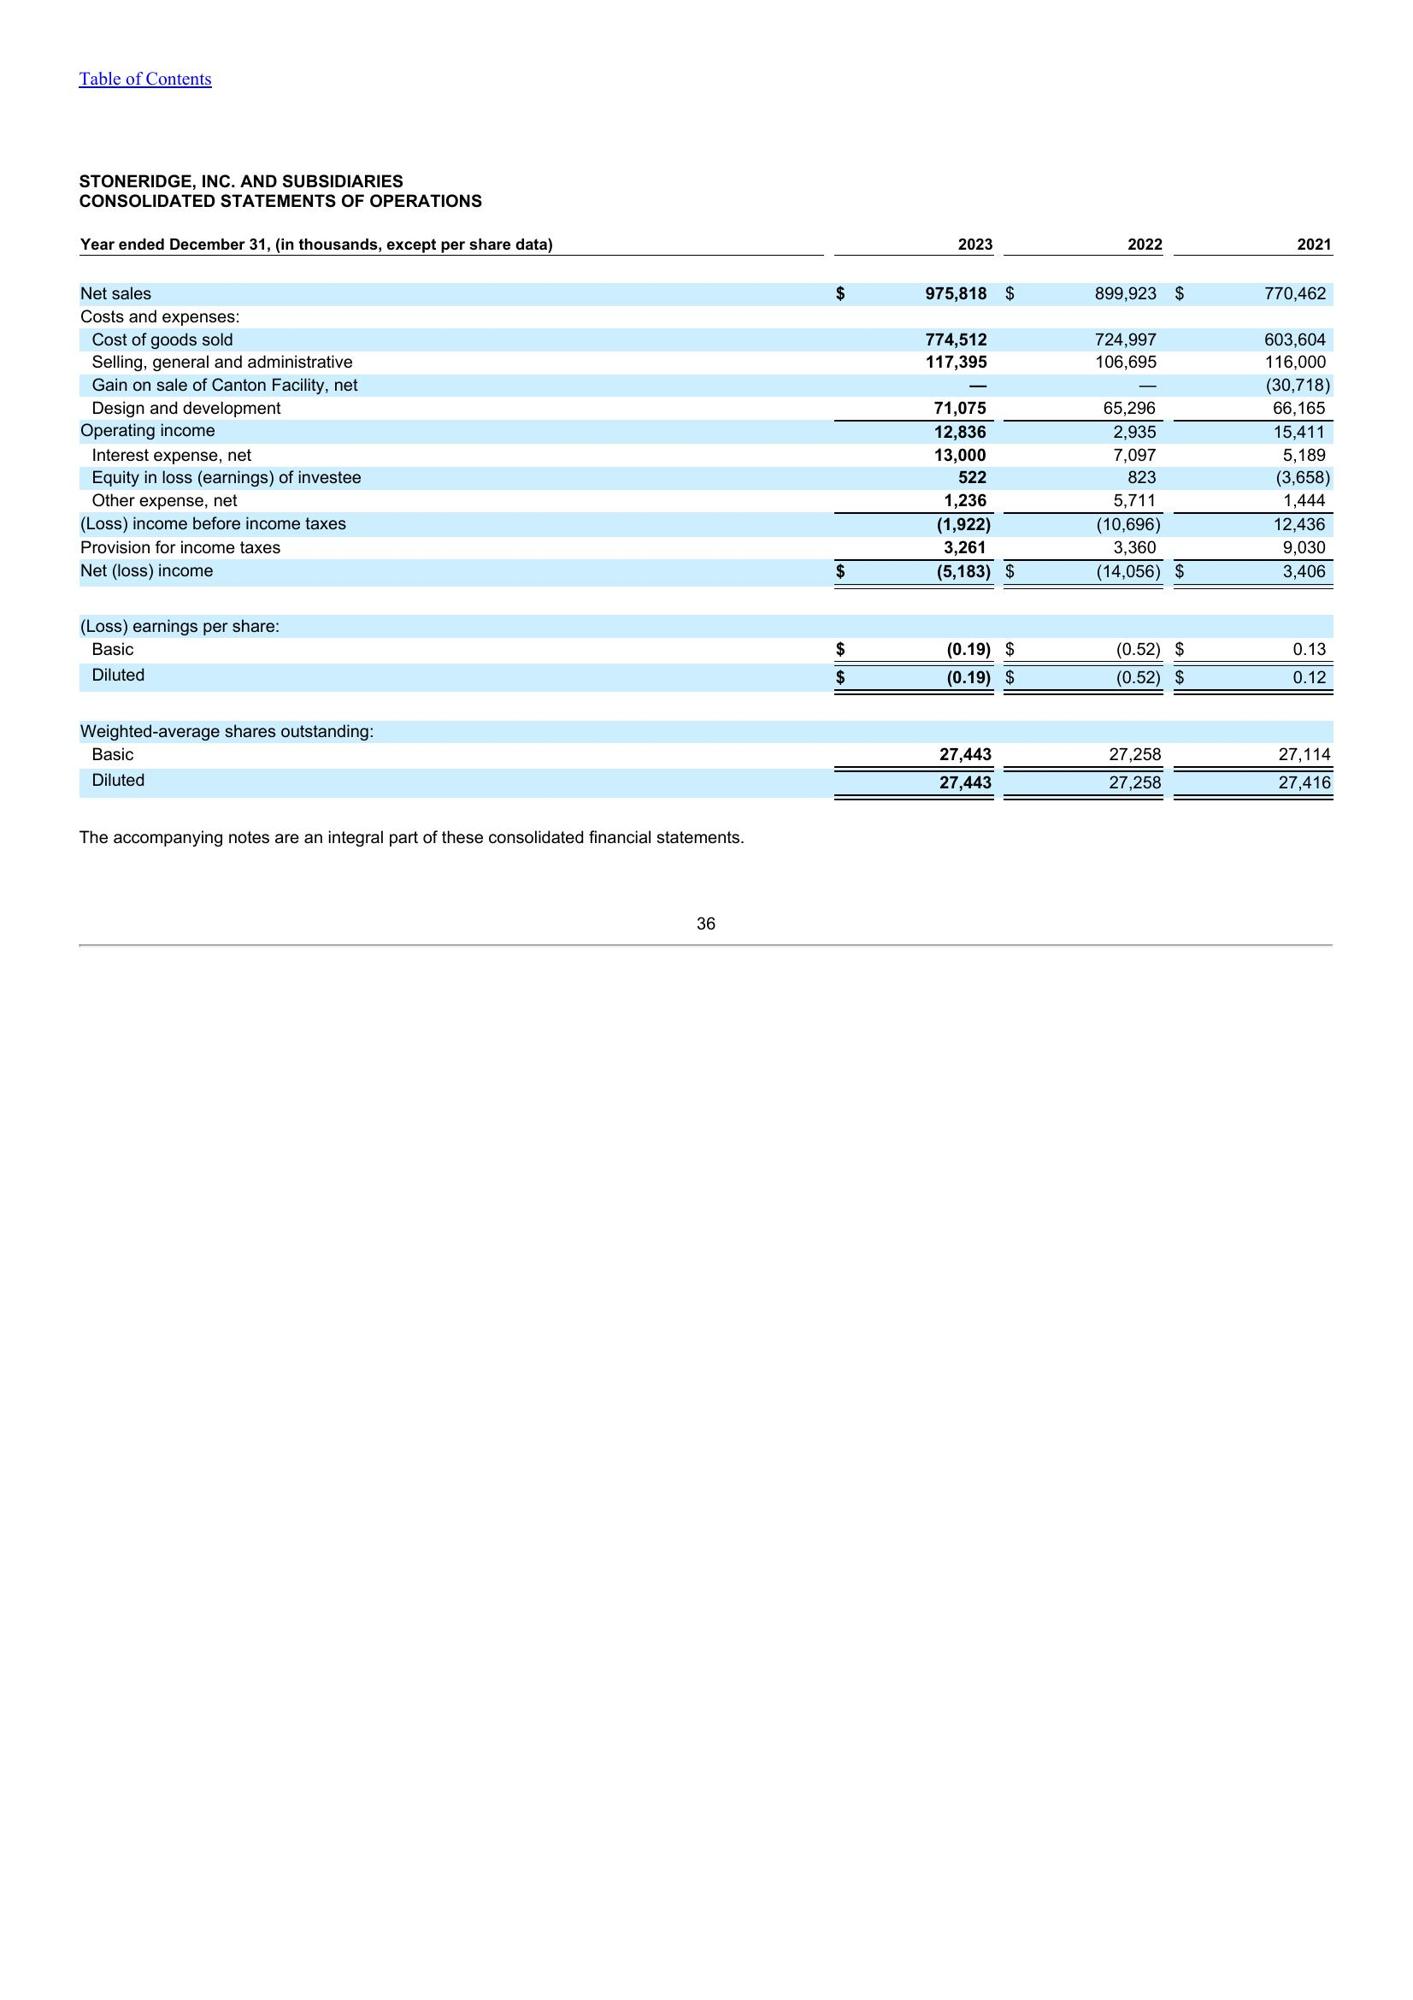 Table of Contents
STONERIDGE, INC. AND SUBSIDIARIES
CONSOLIDATED STATEMENTS OF OPERATIONS
Year ended December 31, (in thousands, except per share data) 2023 2022 2021
Net sales $ 975,818 $ 899,923 $ 770,462
Costs and expenses:
Cost of goods sold 774,512 724,997 603,604
Selling, general and administrative 117,395 106,695 116,000
Gain on sale of Canton Facility, net — — (30,718)
Design and development 71,075 65,296 66,165
Operating income 12,836 2,935 15,411
Interest expense, net 13,000 7,097 5,189
Equity in loss (earnings) of investee 522 823 (3,658)
Other expense, net 1,236 5,711 1,444
(Loss) income before income taxes (1,922) (10,696) 12,436
Provision for income taxes 3,261 3,360 9,030
Net (loss) income $ (5,183) $ (14,056) $ 3,406
(Loss) earnings per share:
Basic $ (0.19) $ (0.52) $ 0.13
Diluted $ (0.19) $ (0.52) $ 0.12
Weighted-average shares outstanding:
Basic 27,443 27,258 27,114
Diluted 27,443 27,258 27,416
The accompanying notes are an integral part of these consolidated financial statements.
36